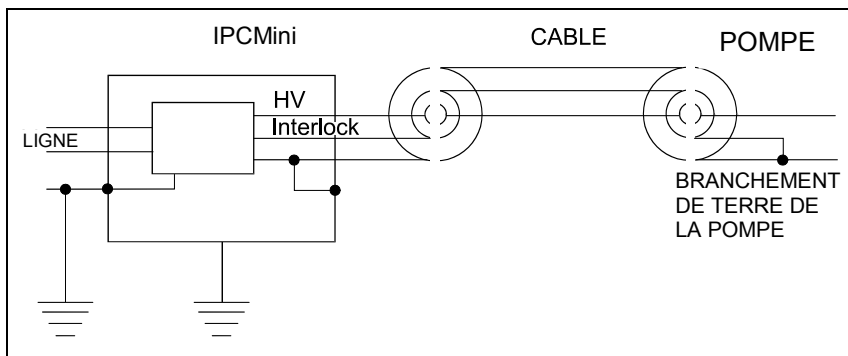 IPCMini
CABLE
POMPE
HV
Interlock
LIGNE
BRANCHEMENT
DE TERRE DE
LA POMPE